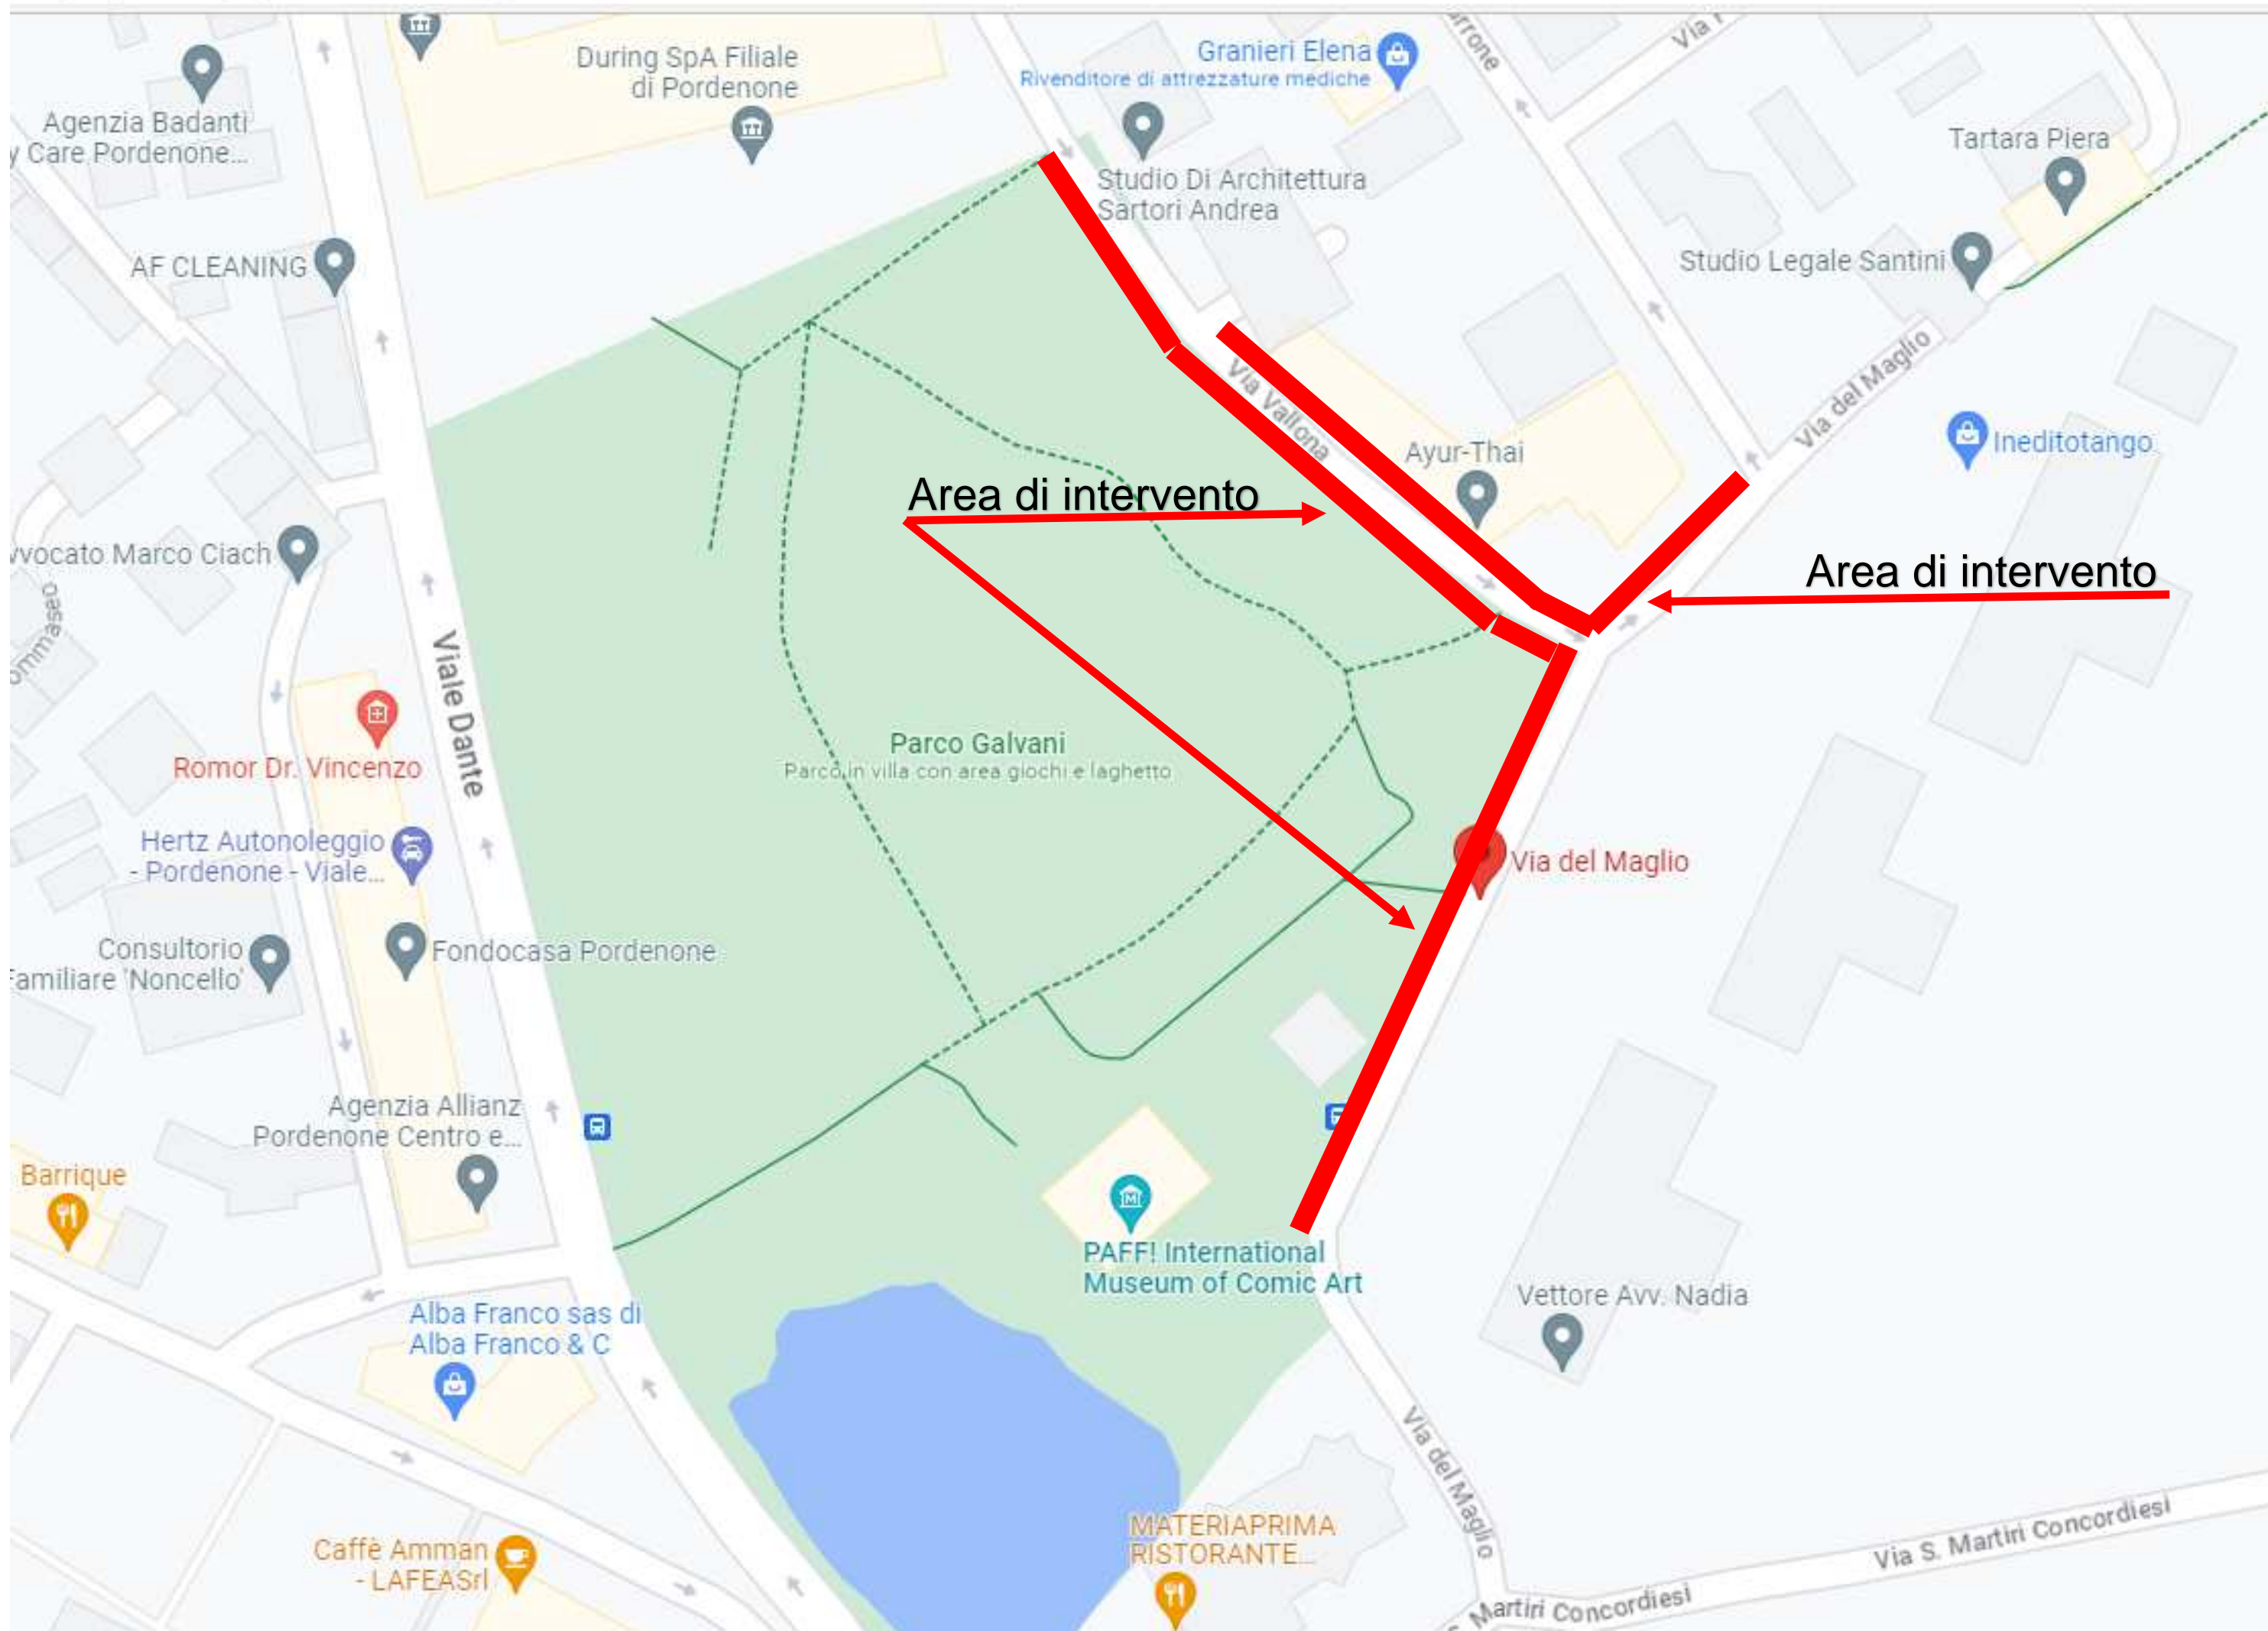 During SpA Filiale
di Pordenone
Granieri Elena
Rivenditore di attrezzature mediche
Agenzia Badanti
y Care Pordenone...
Studio Di Architettura
Sartori Andrea
Tartara Piera
AF CLEANING
Studio Legale Santini
Via Vallona
Via del Maglio
Ayur-Thai
Ineditotango
Area di intervento
Area di intervento
vvocato Marco Ciach
Viale Dante
Romor Dr. Vincenzo
Parco Galvani
Parco in villa con area giochi e laghetto
Hertz Autonoleggio
- Pordenone - Viale...
Via del Maglio
Consultorio
Familiare 'Noncello'
Fondocasa Pordenone
Agenzia Allianz
Pordenone Centro e...
Barrique
PAFF! International
Museum of Comic Art
Vettore Avv. Nadia
Alba Franco sas di
Alba Franco & C
Via del Maglio
MATERIAPRIMA
RISTORANTE...
Caffè Amman
- LAFEASrl
Via S. Martiri Concordiesi
Martiri Concordiesi